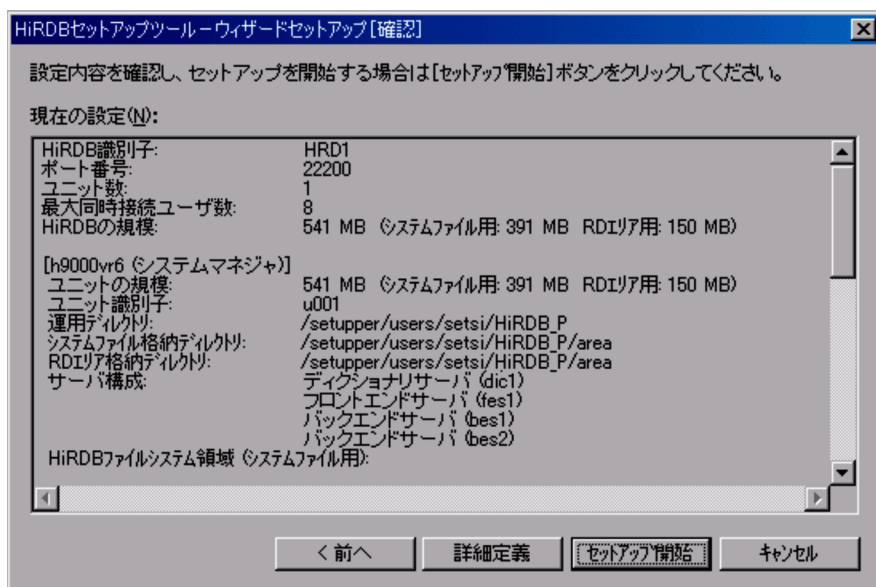 HiRDBセットアップツール－ウィザードセットアップ[確認]
設定内容を確認し、セットアップを開始する場合は[ｾｯﾄｱｯﾌﾟ開始]ボタンをクリックしてください。
現在の設定(N):
HiRDB識別子: HRD1
ポート番号: 22200
ユニット数: 1
最大同時接続ユーザ数: 8
HiRDBの規模: 541 MB (ｼｽﾃﾑﾌｧｲﾙ用: 391 MB RDｴﾘｱ用: 150 MB)
[h9000vr6 (システムマネジャ)]
ユニットの規模: 541 MB (ｼｽﾃﾑﾌｧｲﾙ用: 391 MB RDｴﾘｱ用: 150 MB)
ユニット識別子: u001
運用ﾃﾞｨﾚｸﾄﾘ: /setupper/users/setsi/HiRDB_P
ｼｽﾃﾑﾌｧｲﾙ格納ﾃﾞｨﾚｸﾄﾘ: /setupper/users/setsi/HiRDB_P/area
RDｴﾘｱ格納ﾃﾞｨﾚｸﾄﾘ: /setupper/users/setsi/HiRDB_P/area
サーバ構成: ディクショナリサーバ (dic1)
フロントエンドサーバ (fes1)
バックエンドサーバ (bes1)
バックエンドサーバ (bes2)
HiRDBﾌｧｲﾙｼｽﾃﾑ領域 (ｼｽﾃﾑﾌｧｲﾙ用):
< 前へ 詳細定義 ｾｯﾄｱｯﾌﾟ開始 ｷｬﾝｾﾙ